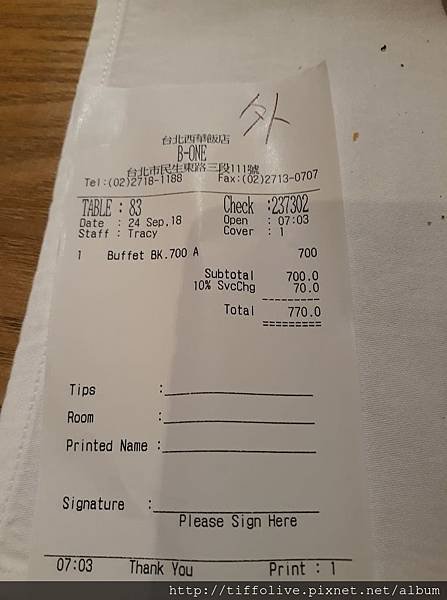 外
台北西華飯店
B-ONE
台北市民生東路三段111號
Tel:(02)2718-1188 Fax:(02)2713-0707
TABLE : 83 Check :237302
Date : 24 Sep,18 Open : 07:03
Staff : Tracy Cover : 1
1 Buffet BK.700 A 700
Subtotal 700.0
10% SvcChg 70.0
Total 770.0
Tips :
Room :
Printed Name :
Signature :
Please Sign Here
07:03 Thank You Print : 1
http://tiffolive.pixnet.net/album